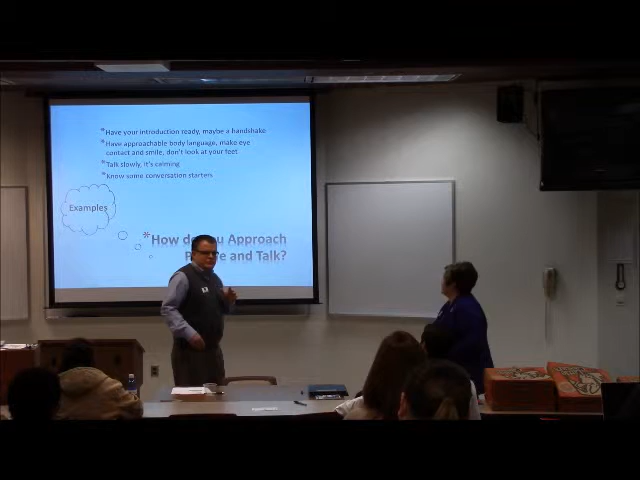 *Have your introduction ready, maybe a handshake
*Have approachable body language, make eye
contact and smile, don't look at your feet
*Talk slowly, it's calming
*Know some conversation starters
Examples
*How do u Approach
P e and Talk?